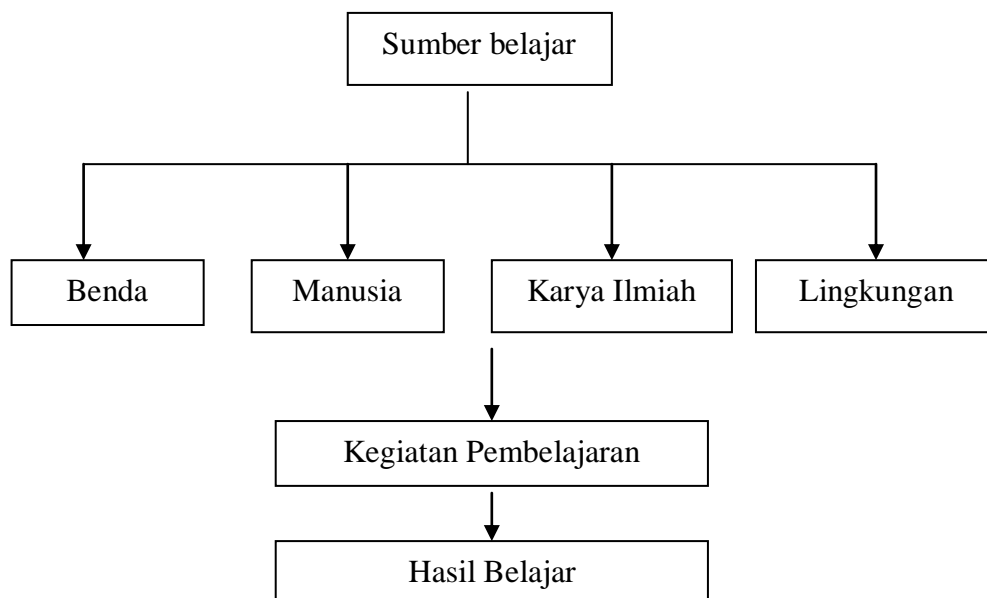 Sumber belajar
Benda
Manusia
Karya Ilmiah
Lingkungan
Kegiatan Pembelajaran
Hasil Belajar